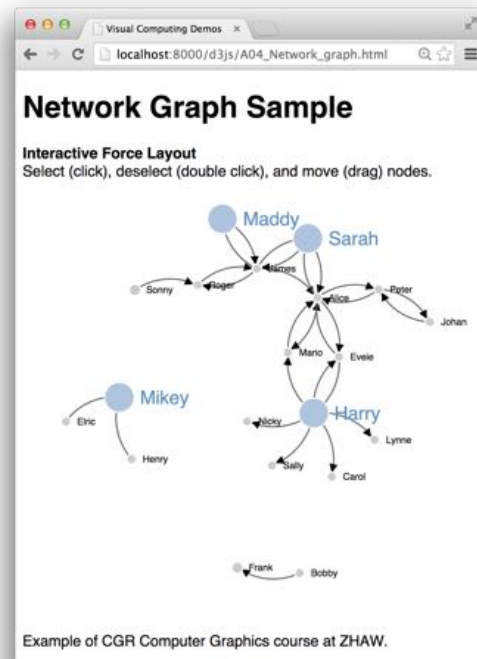 Visual Computing Demos
localhost:8000/d3js/A04_Network_graph.html
Network Graph Sample
Interactive Force Layout
Select (click), deselect (double click), and move (drag) nodes.
Maddy
Sarah
James
Sonny
Roger
Alice
Peter
Johan
Mario
Eveie
Mikey
Elric
Henry
Harry
Nicky
Lynne
Sally
Carol
Frank
Bobby
Example of CGR Computer Graphics course at ZHAW.